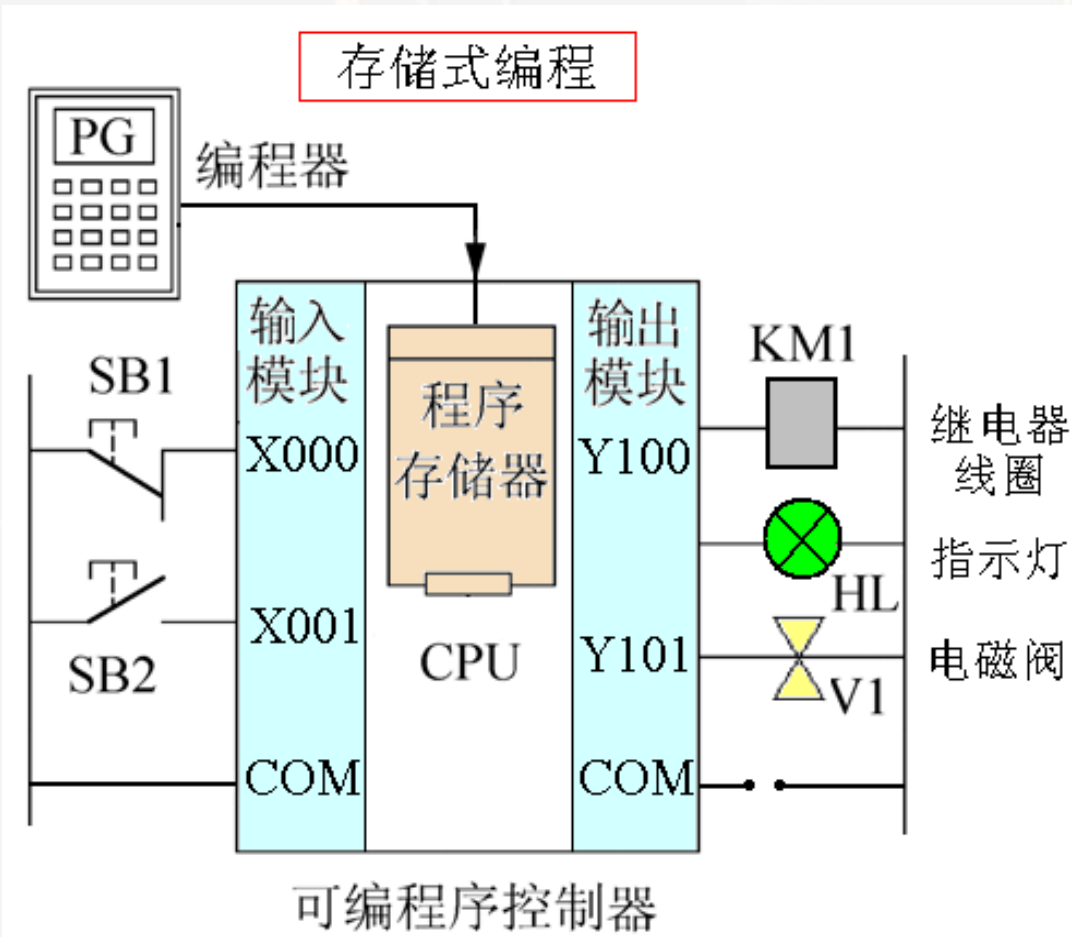 存储式编程
PG
编程器
输入
模块
X000
X001
COM
程序
存储器
CPU
输出
模块
Y100
Y101
COM
SB1
SB2
KM1
继电器
线圈
指示灯
HL
电磁阀
V1
可编程序控制器